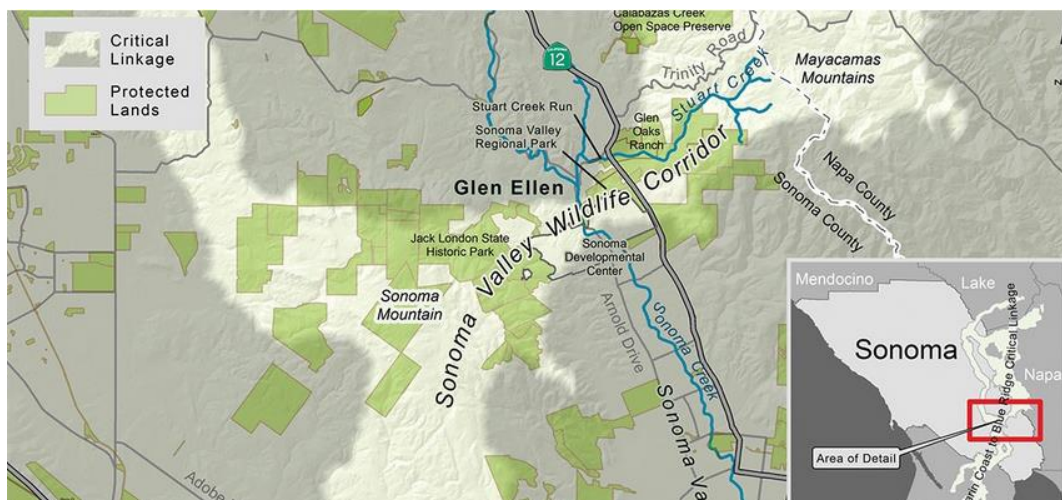 Critical
Linkage
Protected
Lands
Calabazas Creek
Open Space Preserve
CALIFORNIA
12
Trinity Road
Stuart Creek
Mayacamas
Mountains
Stuart Creek Run
Sonoma Valley
Regional Park
Glen
Oaks
Ranch
Glen Ellen
Sonoma Valley Wildlife Corridor
Napa County
Sonoma County
Jack London State
Historic Park
Sonoma
Developmental
Center
Sonoma
Mountain
Arnold Drive
Sonoma Creek
Sonoma Va
Adobe
Mendocino
Lake
Sonoma
Napa
Coast to Blue Ridge Critical Linkage
Area of Detail